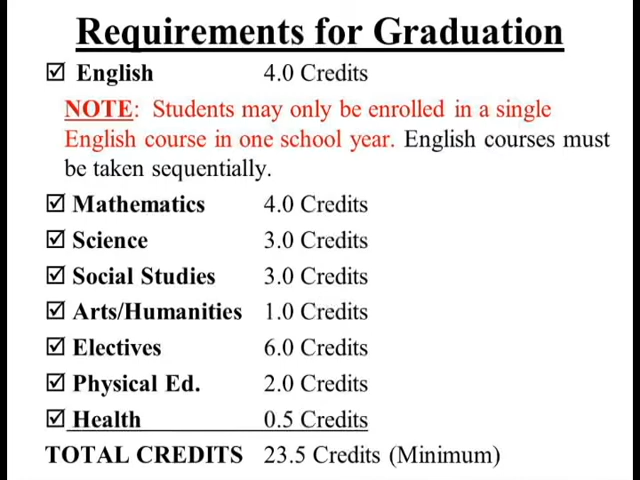 Requirements for Graduation
☑ English 4.0 Credits
NOTE: Students may only be enrolled in a single
English course in one school year. English courses must
be taken sequentially.
☑ Mathematics 4.0 Credits
☑ Science 3.0 Credits
☑ Social Studies 3.0 Credits
☑ Arts/Humanities 1.0 Credits
☑ Electives 6.0 Credits
☑ Physical Ed. 2.0 Credits
☑ Health 0.5 Credits
TOTAL CREDITS 23.5 Credits (Minimum)